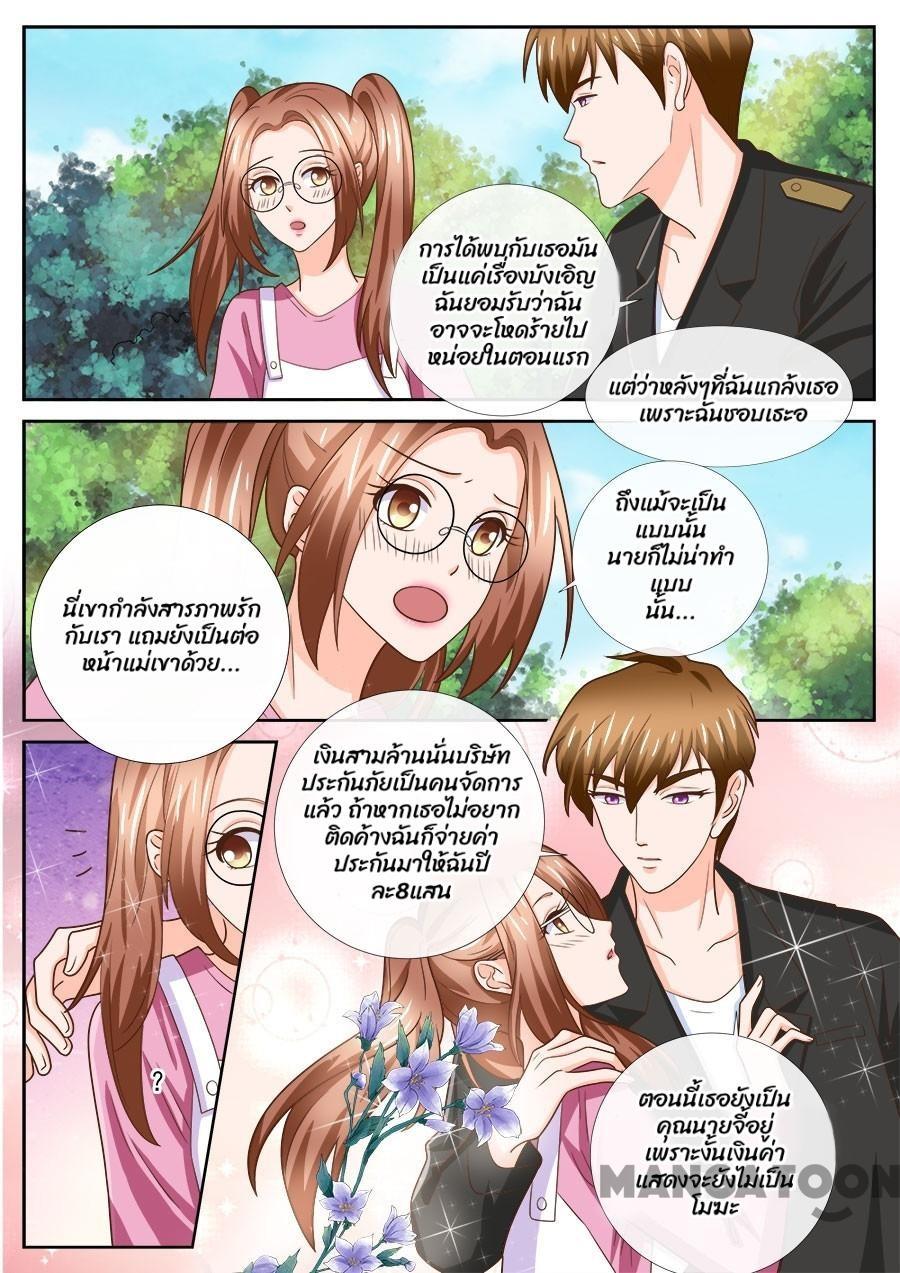 การได้พบกับเธอมัน
เป็นแค่เรื่องบังเอิญ
ฉันยอมรับว่าฉัน
อาจจะโหดร้ายไป
หน่อยในตอนแรก
แต่ว่าหลังๆที่ฉันแกล้งเธอ
เพราะฉันชอบเธะอ
ถึงแม้จะเป็น
แบบนั้น
นายก็ไม่น่าทำ
แบบ
นั้น...
นี่เขากำลังสารภาพรัก
กับเรา แถมยังเป็นต่อ
หน้าแม่เขาด้วย...
เงินสามล้านนั่นบริษัท
ประกันภัยเป็นคนจัดการ
แล้ว ถ้าหากเธอไม่อยาก
ติดค้างฉันก็จ่ายค่า
ประกันมาให้ฉันปี
ละ8แสน
?
ตอนนี้เธอยังเป็น
คุณนายจี้อยู่
เพราะงั้นเงินค่า
แสดงจะยังไม่เป็น
โมฆะ
MANGATOON